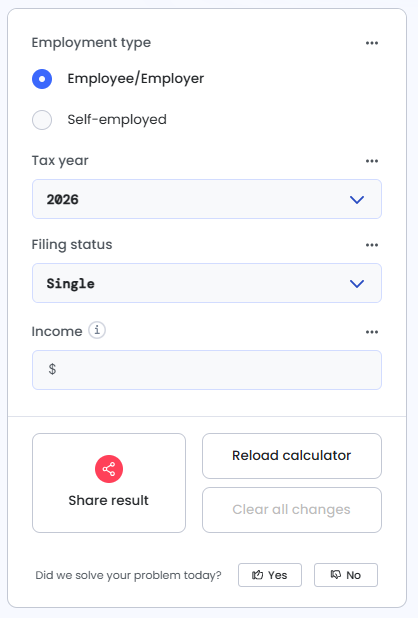 Employment type
Employee/Employer
Self-employed
Tax year
2026
Filing status
Single
Income i
$
Share result
Reload calculator
Clear all changes
Did we solve your problem today? Yes No